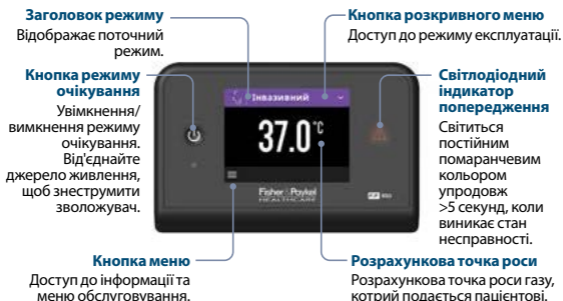 Заголовок режиму
Відображає поточний
режим.
Кнопка режиму
очікування
Увімкнення/
вимкнення режиму
очікування.
Від'єднайте
джерело живлення,
щоб знеструмити
зволожувач.
Кнопка меню
Доступ до інформації та
меню обслуговування.
Інвазивний
37.0°C
Fisher & Paykel
HEALTHCARE
Кнопка розкривного меню
Доступ до режиму експлуатації.
Світлодіодний
індикатор
попередження
Світиться
постійним
помаранчевим
кольором
упродовж
>5 секунд, коли
виникає стан
несправності.
Розрахункова точка роси
Розрахункова точка роси газу,
котрий подається пацієнтові.